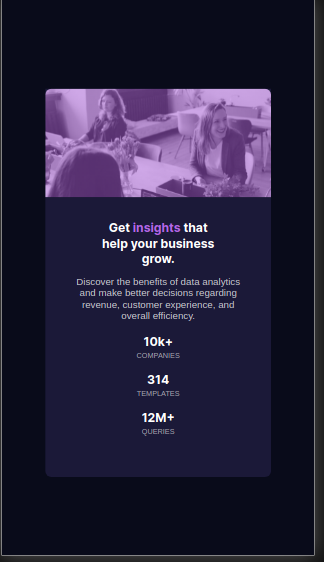 Get insights that
help your business
grow.
Discover the benefits of data analytics
and make better decisions regarding
revenue, customer experience, and
overall efficiency.
10k+
COMPANIES
314
TEMPLATES
12M+
QUERIES